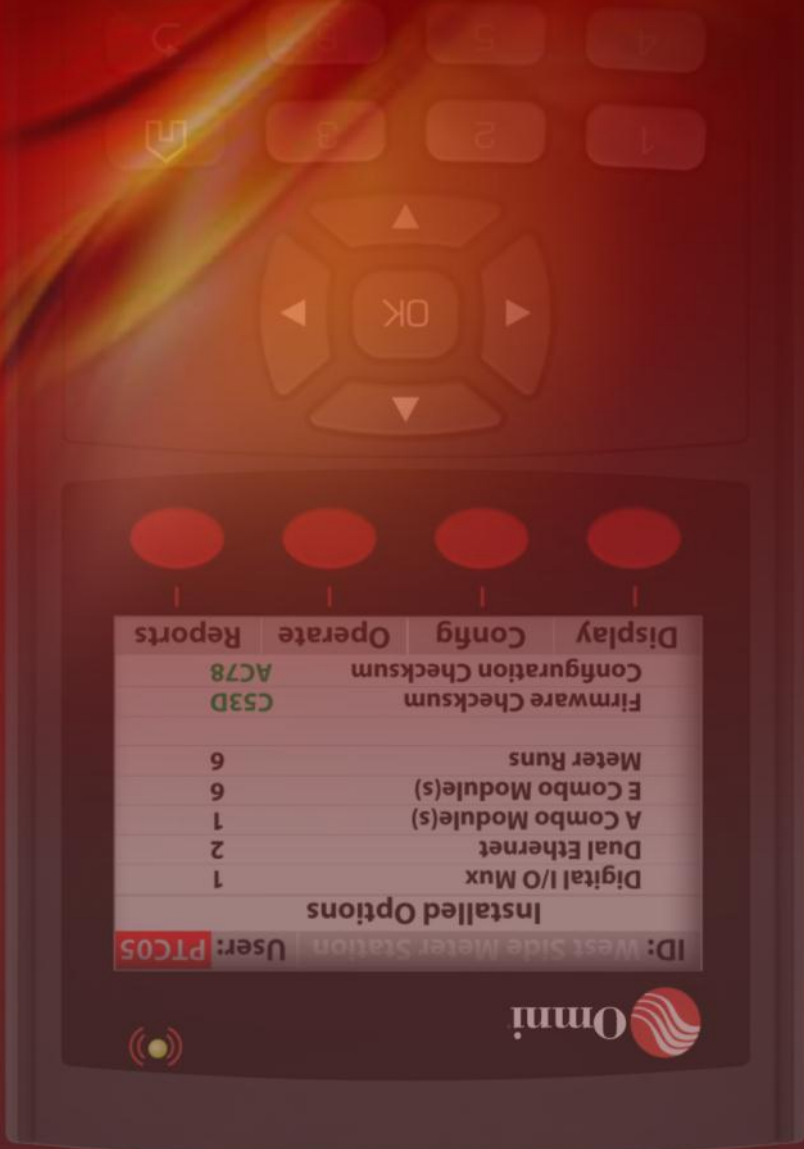 Omni
ID: West Side Meter Station User: PTC05
Installed Options
Digital I/O Mux 1
Dual Ethernet 2
A Combo Module(s) 1
E Combo Module(s) 6
Meter Runs 6
Firmware Checksum C53D
Configuration Checksum AC78
Display Config Operate Reports
OK
1 2 3
4 5 6